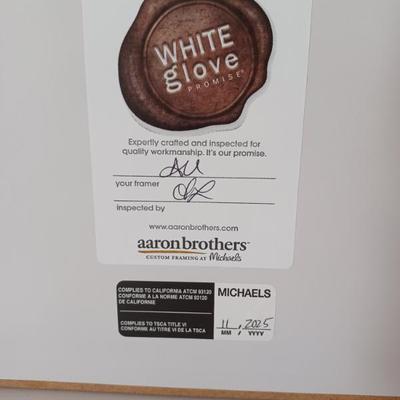 WHITE
glove
PROMISE
Expertly crafted and inspected for
quality workmanship. It's our promise.
your framer
inspected by
www.aaronbrothers.com
aaronbrothers
CUSTOM FRAMING AT Michaels
COMPLIES TO CALIFORNIA ATCM 93120
CONFORME A LA NORME ATCM 93120
DE CALIFORNIE
COMPLIES TO TSCA TITLE VI
CONFORME AU TITRE VI DE LA TSCA
MICHAELS
11 / 2025
MM / YYYY